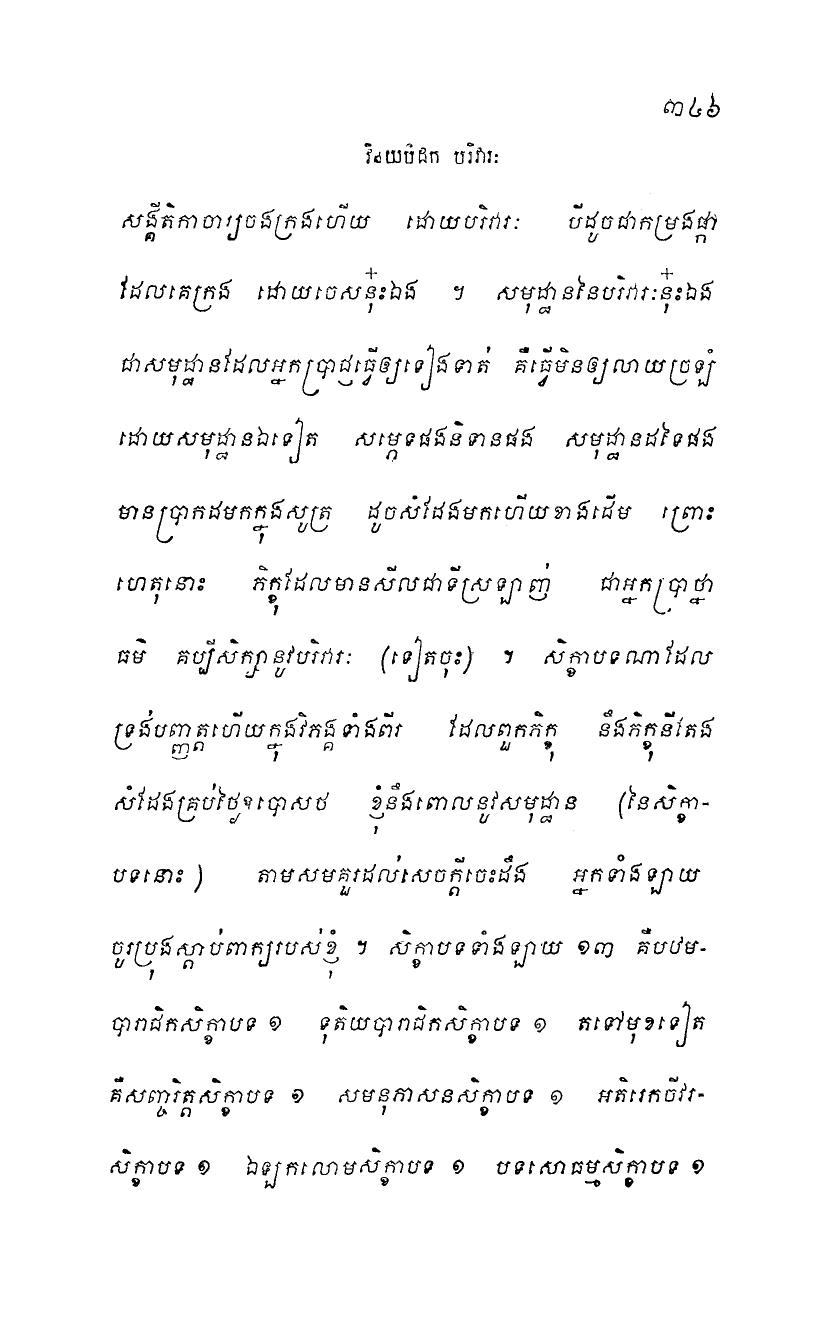 ៣៤៦
វិនយបិដក បរិវារៈ
សង្គីតិកាចារ្យចងក្រងហើយ ដោយបរិវារៈ បីដូចជាកម្រងផ្កា
ដែលគេក្រង ដោយចេសនុ៎ះឯង ។ សមុដ្ឋាននៃបរិវារៈនុ៎ះឯង
ជាសមុដ្ឋានដែលអ្នកប្រាជ្ញធ្វើឲ្យទៀងទាត់ គឺធ្វើមិនឲ្យលាយច្រឡំ
ដោយសមុដ្ឋានឯទៀត សម្ភេទផងនិទានផង សមុដ្ឋានដទៃផង
មានប្រាកដមកក្នុងសូត្រ ដូចសំដែងមកហើយខាងដើម ព្រោះ
ហេតុនោះ ភិក្ខុដែលមានសីលជាទីស្រឡាញ់ ជាអ្នកប្រាថ្នា
ធម៌ គប្បីសិក្សានូវបរិវារៈ (ទៀតចុះ) ។ សិក្ខាបទណាដែល
ទ្រង់បញ្ញត្តហើយក្នុងវិភង្គទាំងពីរ ដែលពួកភិក្ខុ និងភិក្ខុនីតែង
សំដែងគ្រប់ថ្ងៃឧបោសថ ខ្ញុំនឹងពោលនូវសមុដ្ឋាន (នៃសិក្ខា-
បទនោះ) តាមសមគួរដល់សេចក្តីចេះដឹង អ្នកទាំងឡាយ
ចូរប្រុងស្តាប់ពាក្យរបស់ខ្ញុំ ។ សិក្ខាបទទាំងឡាយ ១៣ គឺបឋម-
បារាជិកសិក្ខាបទ ១ ទុតិយបារាជិកសិក្ខាបទ ១ តទៅមុខទៀត
គឺសញ្ចរិត្តសិក្ខាបទ ១ សមនុភាសនសិក្ខាបទ ១ អតិរេកចីវរ-
សិក្ខាបទ ១ ឯឡកលោមសិក្ខាបទ ១ បទសោធម្មសិក្ខាបទ ១